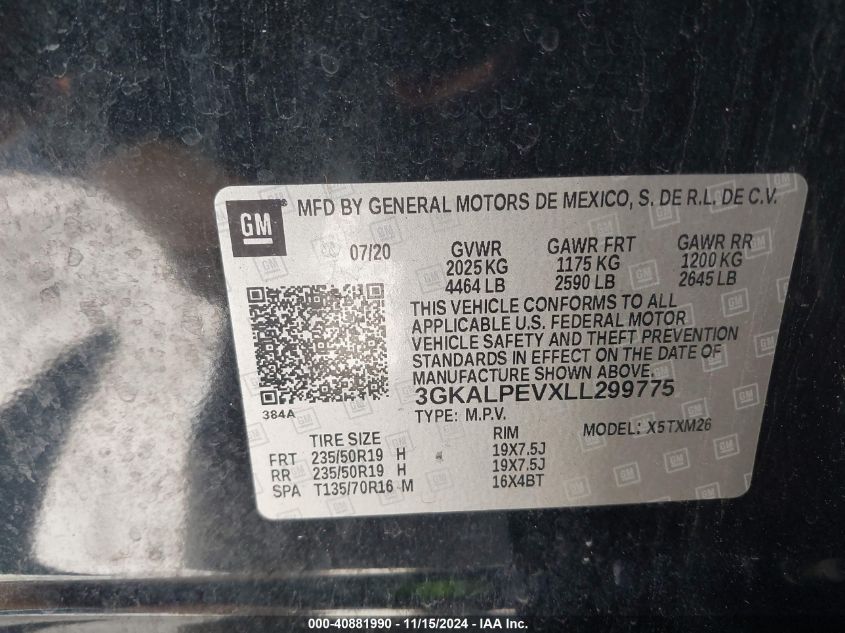 GM
MFD BY GENERAL MOTORS DE MEXICO, S. DE R.L. DE C.V.
07/20 GVWR GAWR FRT GAWR RR
2025 KG 1175 KG 1200 KG
4464 LB 2590 LB 2645 LB
THIS VEHICLE CONFORMS TO ALL
APPLICABLE U.S. FEDERAL MOTOR
VEHICLE SAFETY AND THEFT PREVENTION
STANDARDS IN EFFECT ON THE DATE OF
MANUFACTURE SHOWN ABOVE.
3GKALPEVXLL299775
384A
TYPE: M.P.V. MODEL: X5TXM26
TIRE SIZE RIM
FRT 235/50R19 H 19X7.5J
RR 235/50R19 H 19X7.5J
SPA T135/70R16 M 16X4BT
000-40881990 - 11/15/2024 - IAAI Inc.